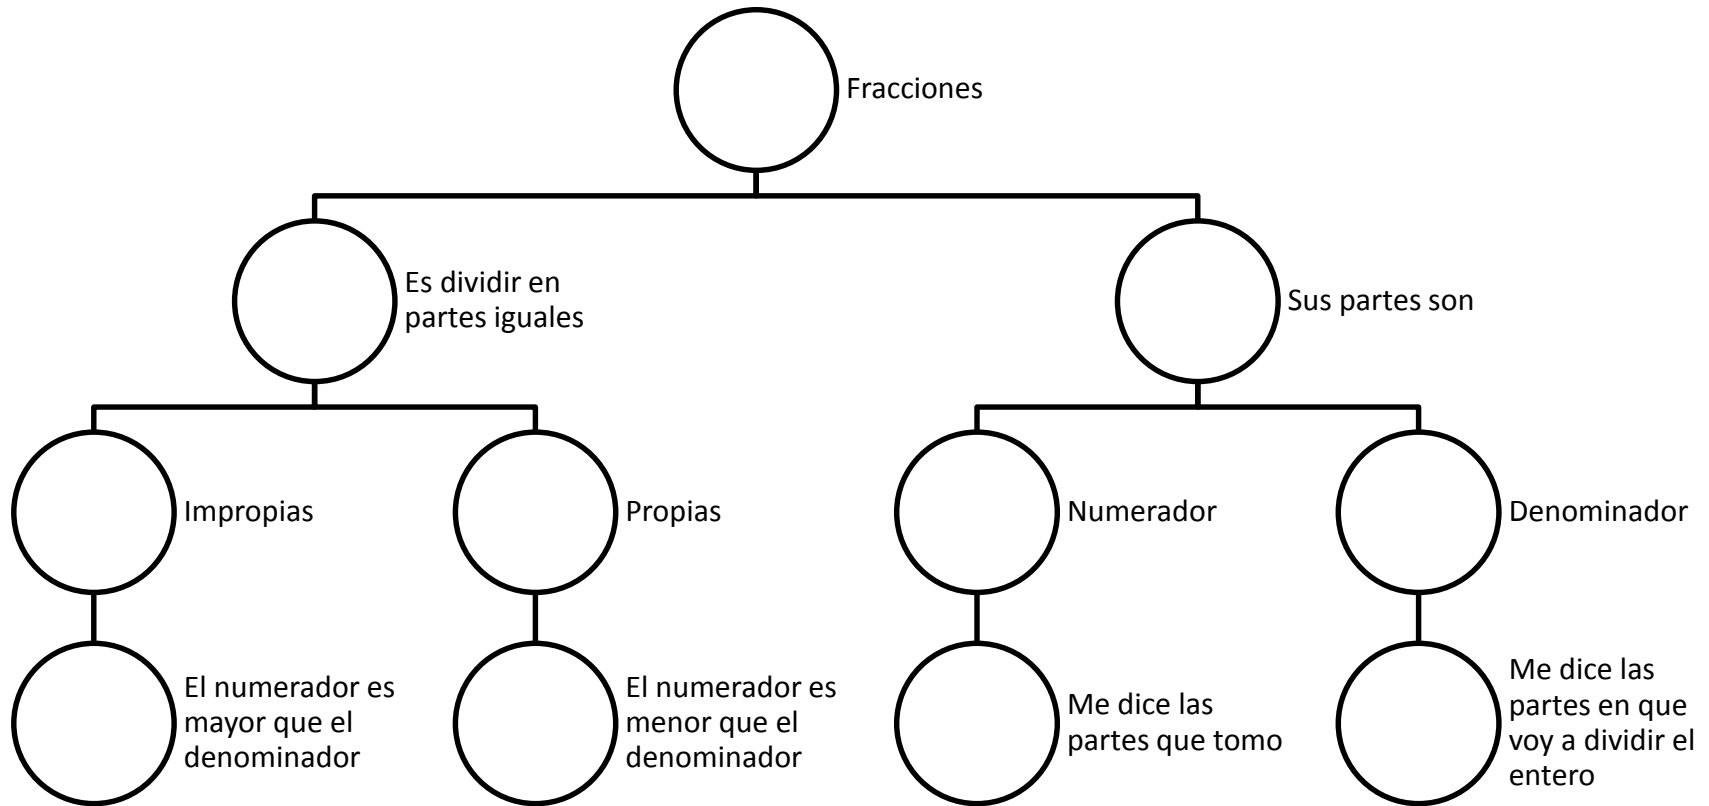 Fracciones
Es dividir en
partes iguales
Sus partes son
Impropias
Propias
Numerador
Denominador
El numerador es
mayor que el
denominador
El numerador es
menor que el
denominador
Me dice las
partes que tomo
Me dice las
partes en que
voy a dividir el
entero